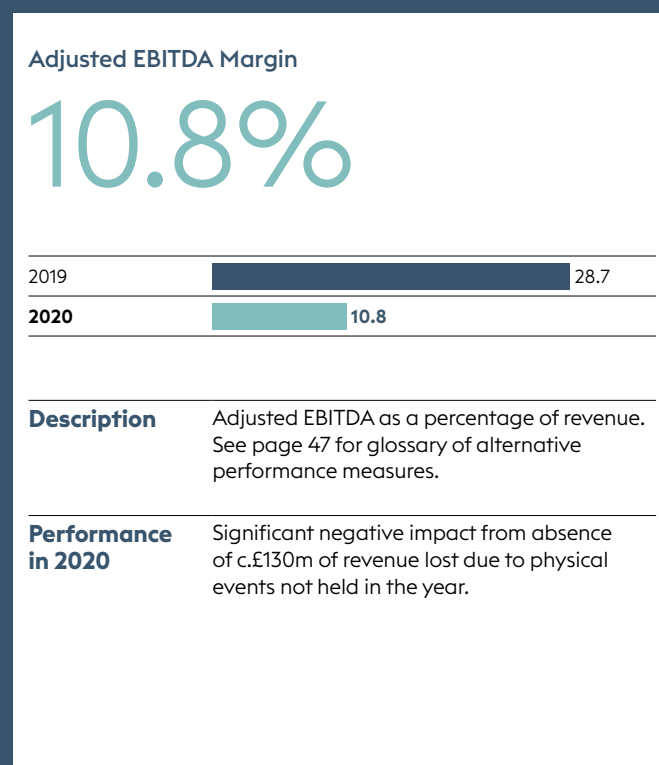 Adjusted EBITDA Margin
10.8%
2019 28.7
2020 10.8
Description
Adjusted EBITDA as a percentage of revenue.
See page 47 for glossary of alternative
performance measures.
Performance
in 2020
Significant negative impact from absence
of c.£130m of revenue lost due to physical
events not held in the year.